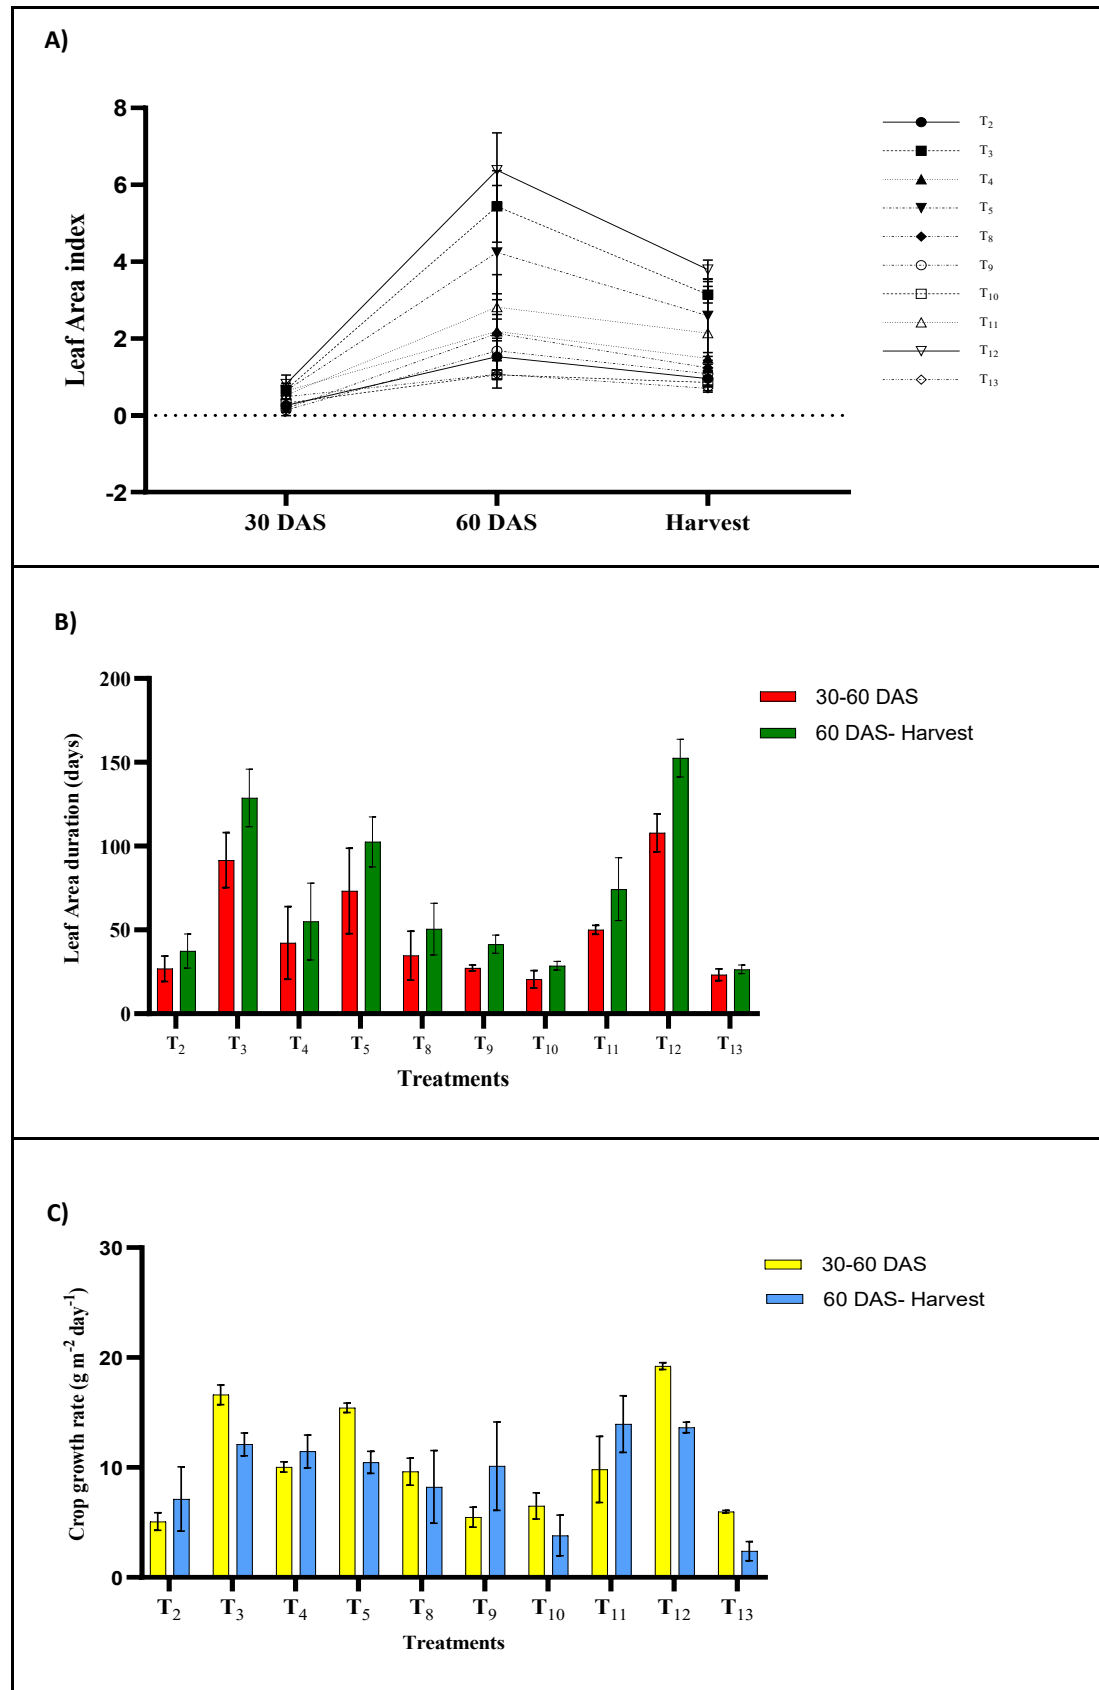 A)
8
6
4
2
0
-2
Leaf Area index
30 DAS 60 DAS Harvest
T2
T3
T4
T5
T8
T9
T10
T11
T12
T13
B)
200
150
100
50
0
Leaf Area duration (days)
30-60 DAS
60 DAS- Harvest
T2 T3 T4 T5 T8 T9 T10 T11 T12 T13
Treatments
C)
30
20
10
0
Crop growth rate (g m-2 day-1)
30-60 DAS
60 DAS- Harvest
T2 T3 T4 T5 T8 T9 T10 T11 T12 T13
Treatments